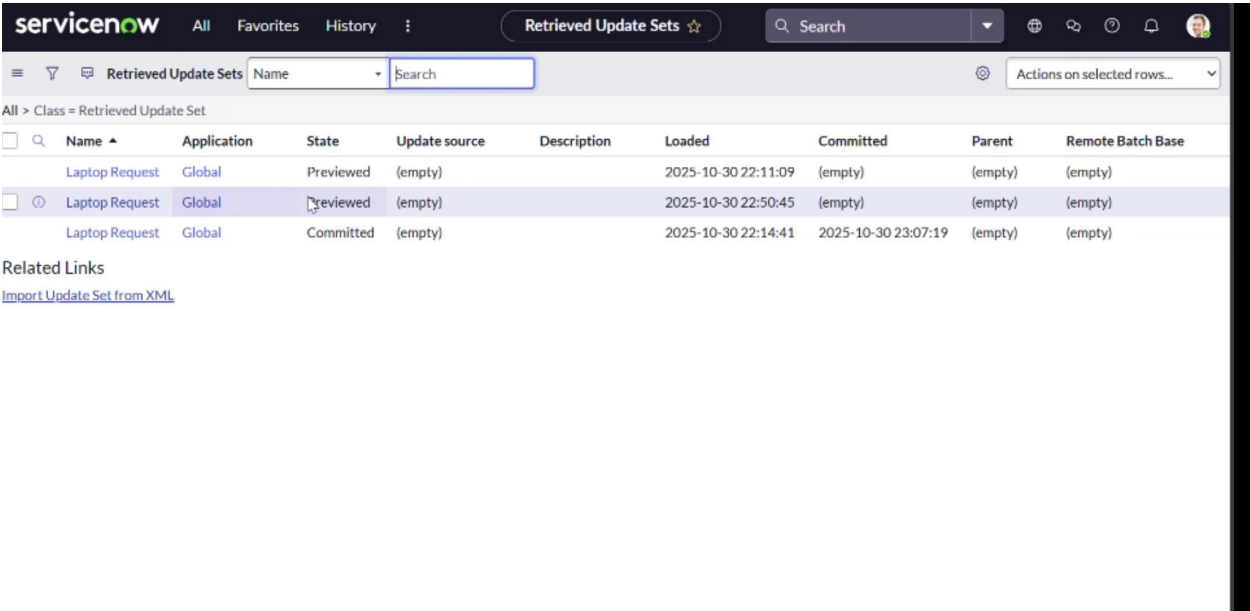 servicenow All Favorites History Retrieved Update Sets Search
Retrieved Update Sets Name Search Actions on selected rows...
All > Class = Retrieved Update Set
Name Application State Update source Description Loaded Committed Parent Remote Batch Base
Laptop Request Global Previewed (empty) 2025-10-30 22:11:09 (empty) (empty) (empty)
Laptop Request Global Previewed (empty) 2025-10-30 22:50:45 (empty) (empty) (empty)
Laptop Request Global Committed (empty) 2025-10-30 22:14:41 2025-10-30 23:07:19 (empty) (empty)
Related Links
Import Update Set from XML